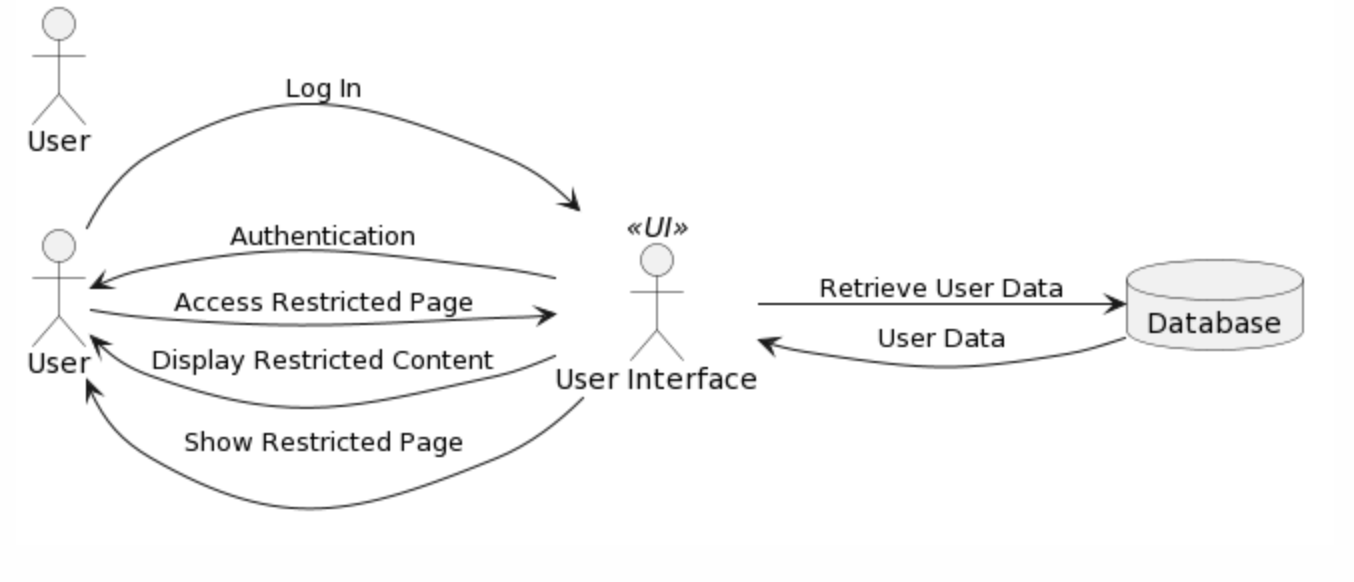 User
Log In
«UI»
Authentication
Access Restricted Page
Display Restricted Content
Show Restricted Page
User
User Interface
Retrieve User Data
User Data
Database